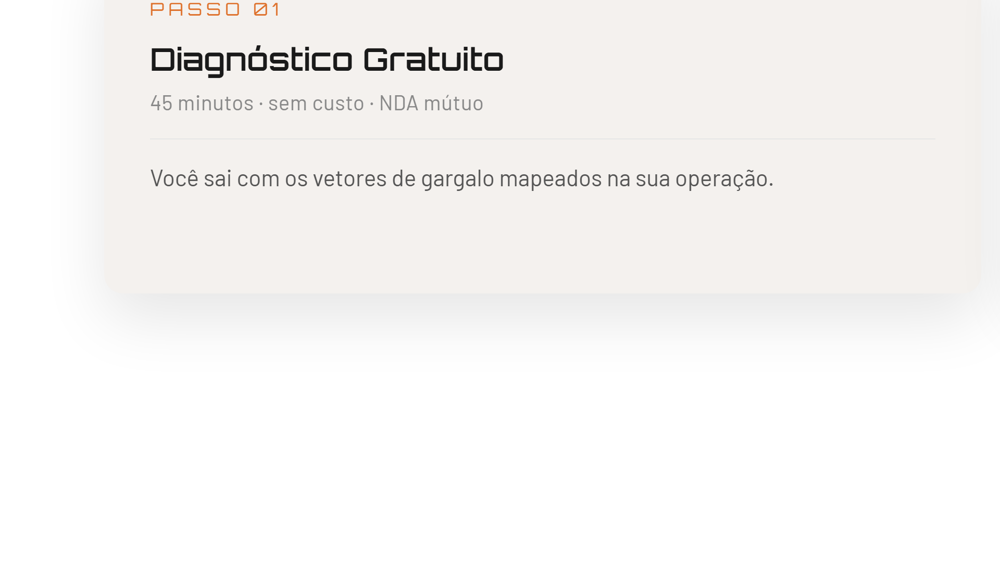 PASSO 01
Diagnóstico Gratuito
45 minutos · sem custo · NDA mútuo
Você sai com os vetores de gargalo mapeados na sua operação.